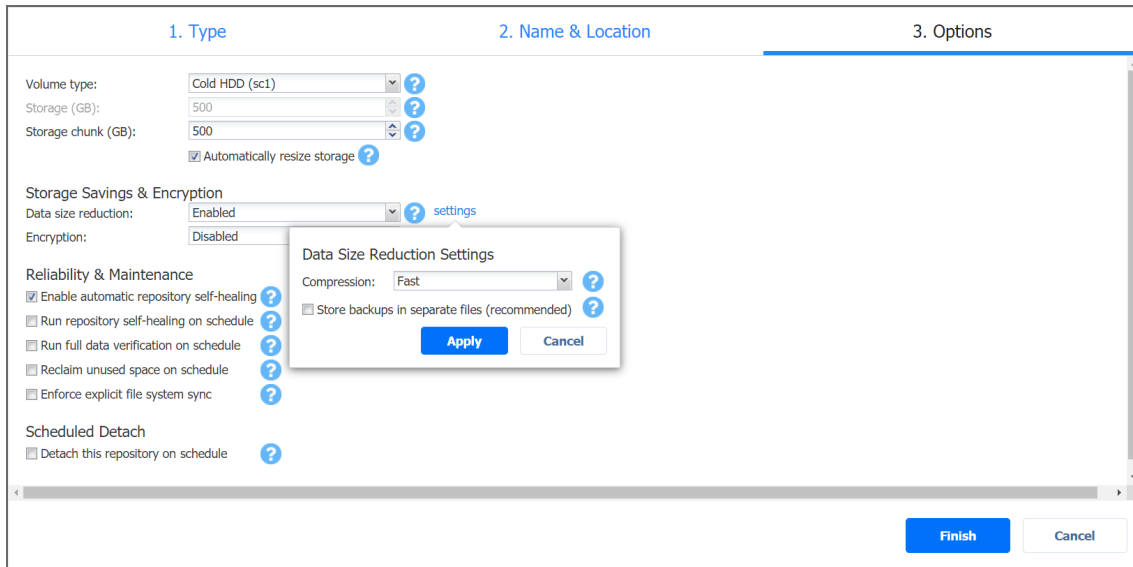 1. Type 2. Name & Location 3. Options
Volume type: Cold HDD (sc1) ?
Storage (GB): 500 ?
Storage chunk (GB): 500 ?
Automatically resize storage ?
Storage Savings & Encryption
Data size reduction: Enabled ? settings
Encryption: Disabled
Data Size Reduction Settings
Compression: Fast ?
Store backups in separate files (recommended) ?
Apply Cancel
Reliability & Maintenance
Enable automatic repository self-healing ?
Run repository self-healing on schedule ?
Run full data verification on schedule ?
Reclaim unused space on schedule ?
Enforce explicit file system sync ?
Scheduled Detach
Detach this repository on schedule ?
Finish Cancel